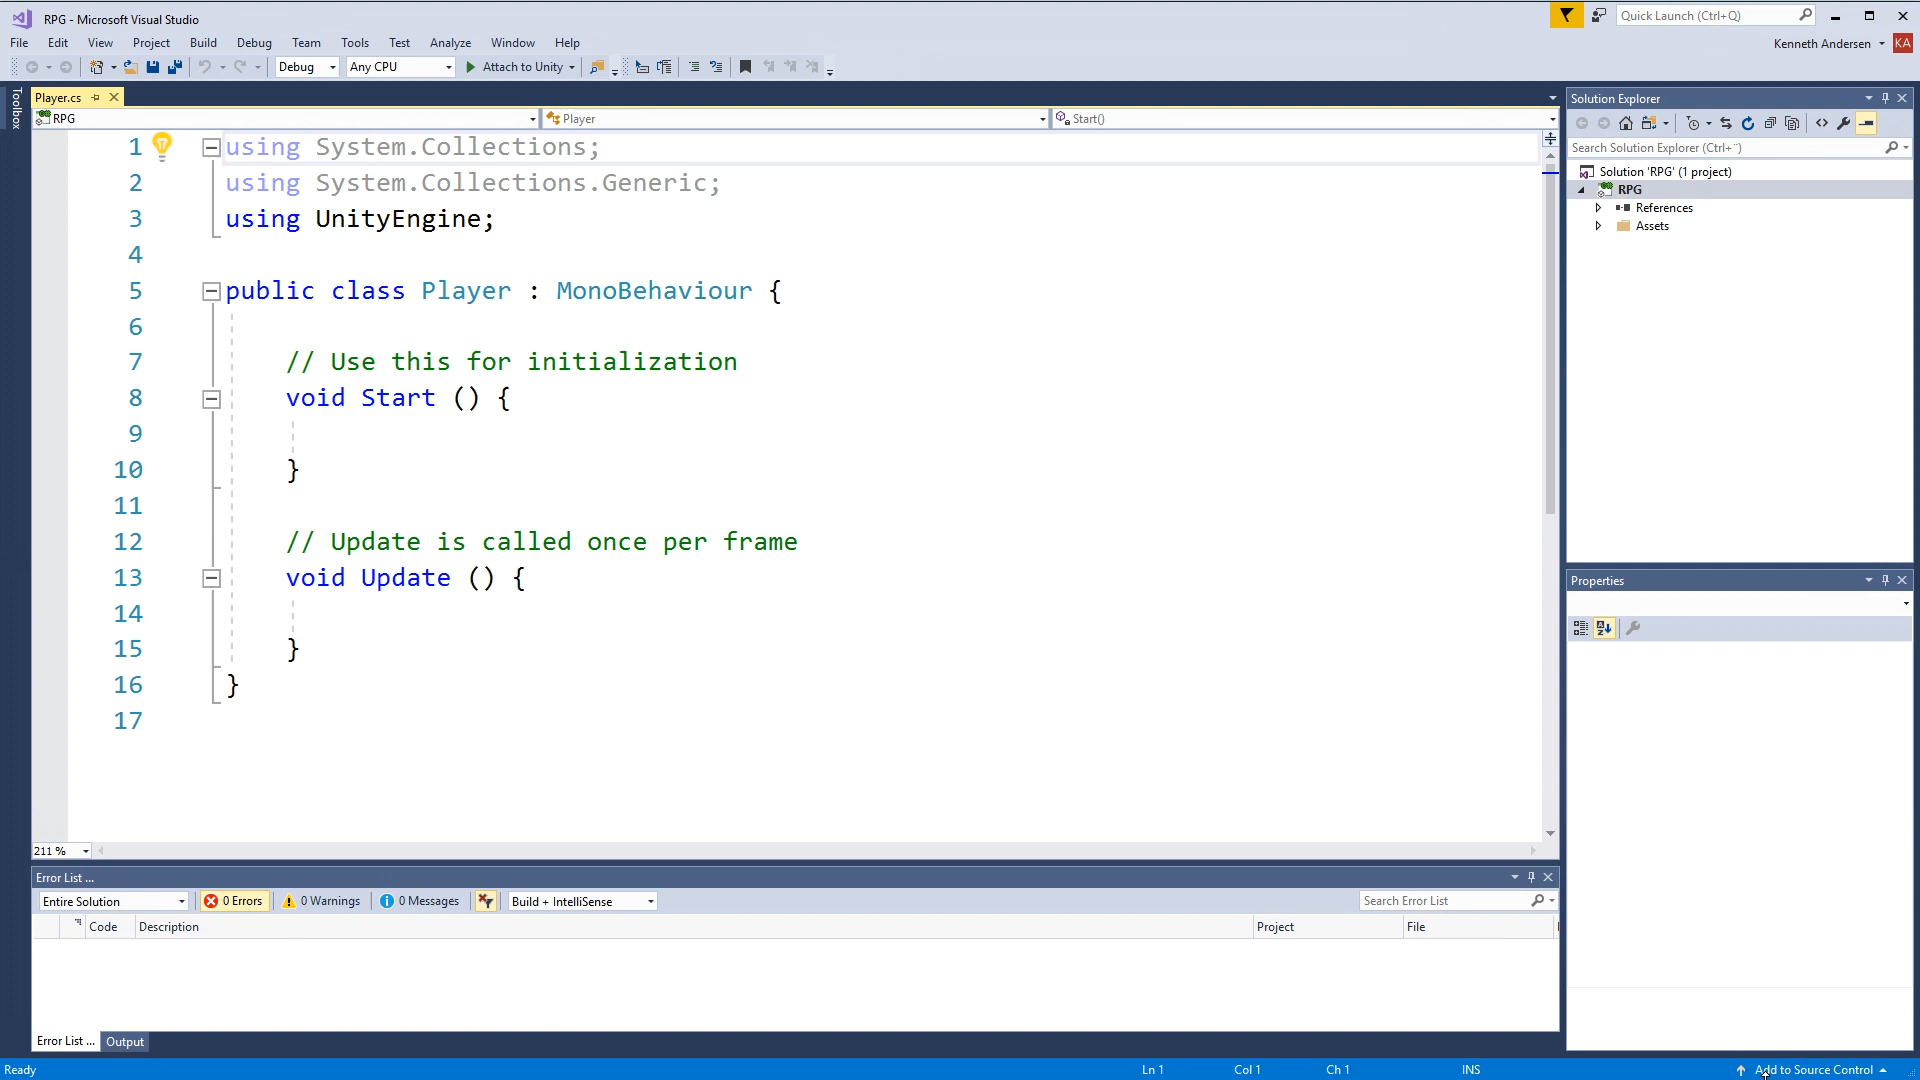 RPG - Microsoft Visual Studio
Quick Launch (Ctrl+Q)
File Edit View Project Build Debug Team Tools Test Analyze Window Help
Kenneth Andersen KA
Debug Any CPU Attach to Unity
Toolbox
Player.cs
RPG Player Start()
1 using System.Collections;
2 using System.Collections.Generic;
3 using UnityEngine;
4
5 public class Player : MonoBehaviour {
6
7 // Use this for initialization
8 void Start () {
9
10 }
11
12 // Update is called once per frame
13 void Update () {
14
15 }
16 }
17
211 %
Solution Explorer
Search Solution Explorer (Ctrl+¨)
Solution 'RPG' (1 project)
RPG
References
Assets
Properties
Error List ...
Entire Solution 0 Errors 0 Warnings 0 Messages Build + IntelliSense Search Error List
Code Description Project File
Error List ... Output
Ready Ln 1 Col 1 Ch 1 INS Add to Source Control